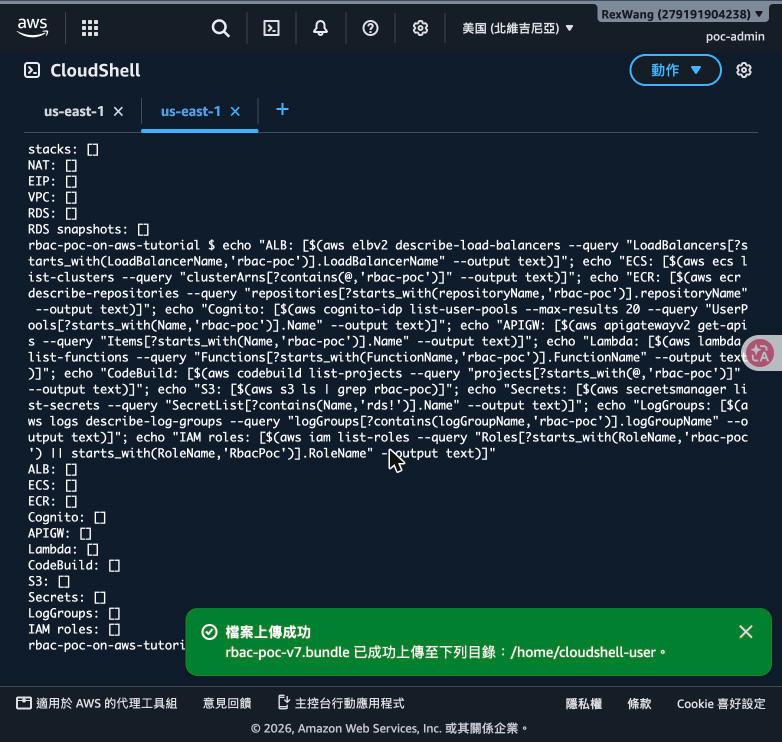 RexWang (279191904238) ▼
aws
美国 (北維吉尼亞) ▼
poc-admin
CloudShell
動作 ▼
us-east-1 ×
us-east-1 ×
+
stacks: []
NAT: []
EIP: []
VPC: []
RDS: []
RDS snapshots: []
rbac-poc-on-aws-tutorial $ echo "ALB: [$(aws elbv2 describe-load-balancers --query "LoadBalancers[?s
tarts_with(LoadBalancerName,'rbac-poc')].LoadBalancerName" --output text)]"; echo "ECS: [$(aws ecs l
ist-clusters --query "clusterArns[?contains(@,'rbac-poc')]" --output text)]"; echo "ECR: [$(aws ecr 
describe-repositories --query "repositories[?starts_with(repositoryName,'rbac-poc')].repositoryName"
 --output text)]"; echo "Cognito: [$(aws cognito-idp list-user-pools --max-results 20 --query "UserP
ools[?starts_with(Name,'rbac-poc')].Name" --output text)]"; echo "APIGW: [$(aws apigatewayv2 get-api
s --query "Items[?starts_with(Name,'rbac-poc')].Name" --output text)]"; echo "Lambda: [$(aws lambda 
list-functions --query "Functions[?starts_with(FunctionName,'rbac-poc')].FunctionName" --output text
)]"; echo "CodeBuild: [$(aws codebuild list-projects --query "projects[?starts_with(@,'rbac-poc')]" 
--output text)]"; echo "S3: [$(aws s3 ls | grep rbac-poc)]"; echo "Secrets: [$(aws secretsmanager li
st-secrets --query "SecretList[?contains(Name,'rds!')].Name" --output text)]"; echo "LogGroups: [$(a
ws logs describe-log-groups --query "logGroups[?contains(logGroupName,'rbac-poc')].logGroupName" --o
utput text)]"; echo "IAM roles: [$(aws iam list-roles --query "Roles[?starts_with(RoleName,'rbac-poc
') || starts_with(RoleName,'RbacPoc')].RoleName" --output text)]"
ALB: []
ECS: []
ECR: []
Cognito: []
APIGW: []
Lambda: []
CodeBuild: []
S3: []
Secrets: []
LogGroups: []
IAM roles: []
rbac-poc-on-aws-tutori
檔案上傳成功
rbac-poc-v7.bundle 已成功上傳至下列目錄：/home/cloudshell-user。
適用於 AWS 的代理工具組
意見回饋
主控台行動應用程式
隱私權
條款
Cookie 喜好設定
© 2026, Amazon Web Services, Inc. 或其關係企業。